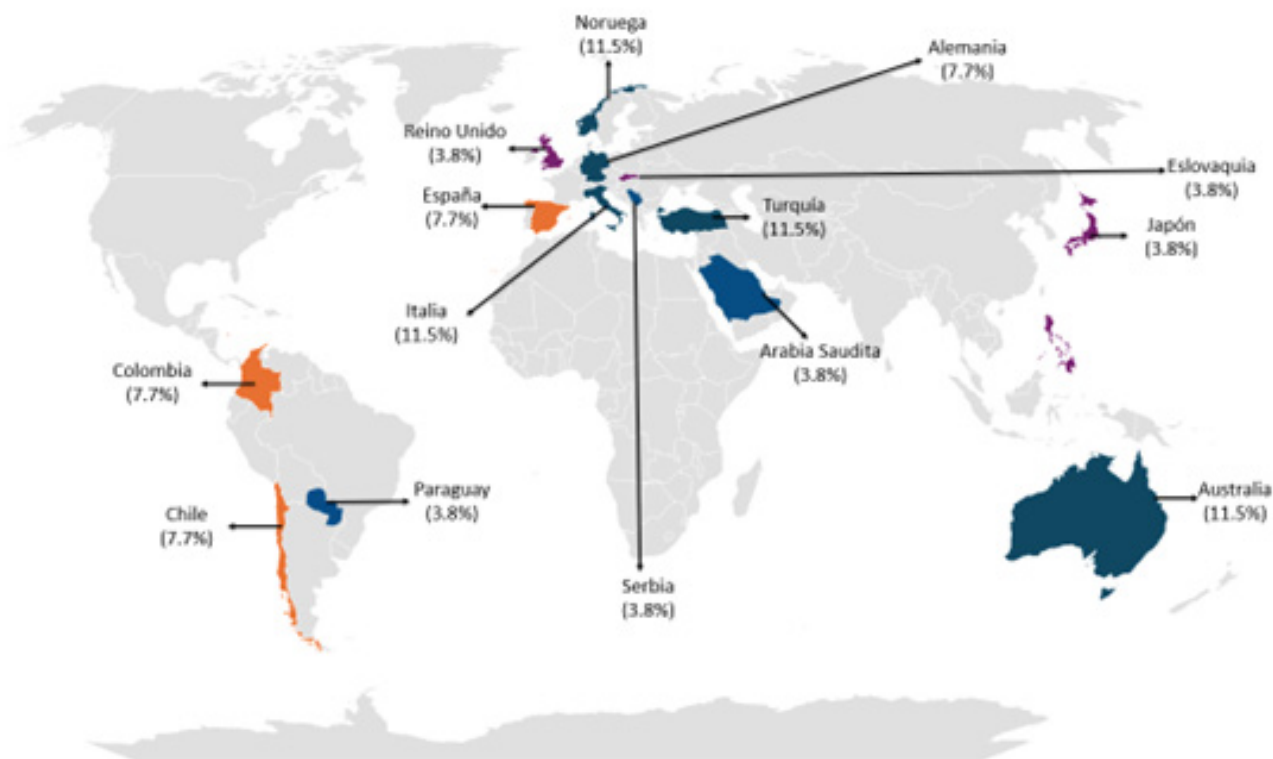 Noruega
(11.5%)
Alemania
(7.7%)
Reino Unido
(3.8%)
Eslovaquia
(3.8%)
España
(7.7%)
Turquía
(11.5%)
Japón
(3.8%)
Italia
(11.5%)
Arabia Saudita
(3.8%)
Colombia
(7.7%)
Paraguay
(3.8%)
Chile
(7.7%)
Australia
(11.5%)
Serbia
(3.8%)